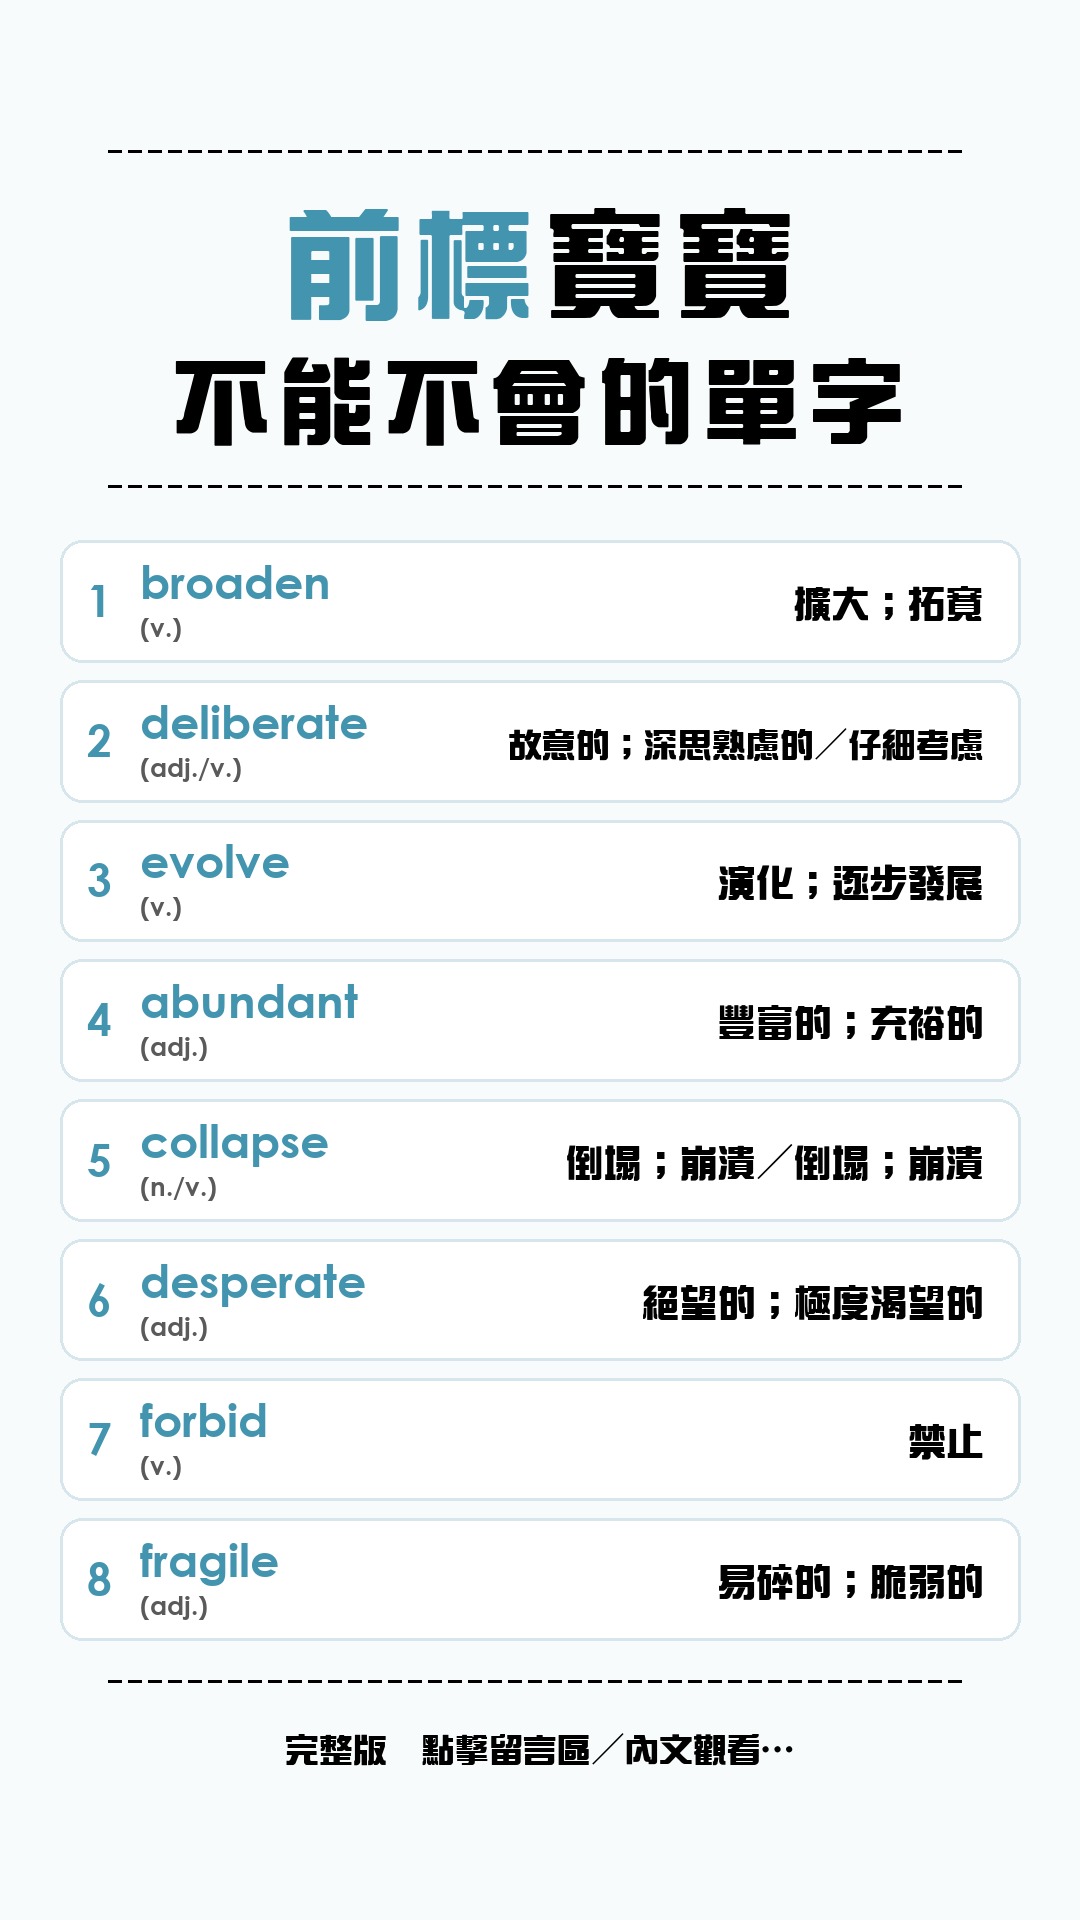 前標寶寶
不能不會的單字
1 broaden (v.) 擴大；拓寬
2 deliberate (adj./v.) 故意的；深思熟慮的／仔細考慮
3 evolve (v.) 演化；逐步發展
4 abundant (adj.) 豐富的；充裕的
5 collapse (n./v.) 倒塌；崩潰／倒塌；崩潰
6 desperate (adj.) 絕望的；極度渴望的
7 forbid (v.) 禁止
8 fragile (adj.) 易碎的；脆弱的
完整版　點擊留言區／內文觀看…